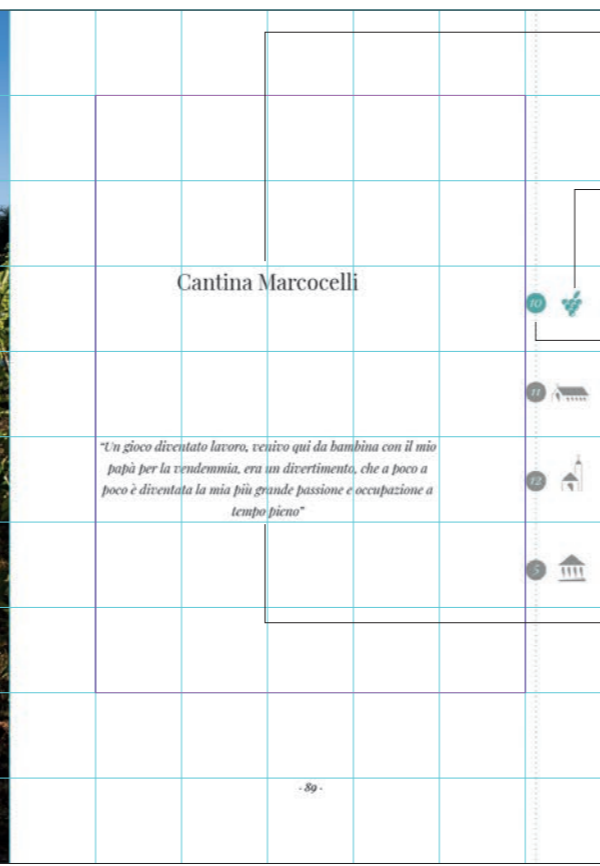 Cantina Marcocelli
10
11
"Un gioco diventato lavoro, venivo qui da bambina con il mio
papà per la vendemmia, era un divertimento, che a poco a
poco è diventata la mia più grande passione e occupazione a
tempo pieno"
12
5
- 89 -